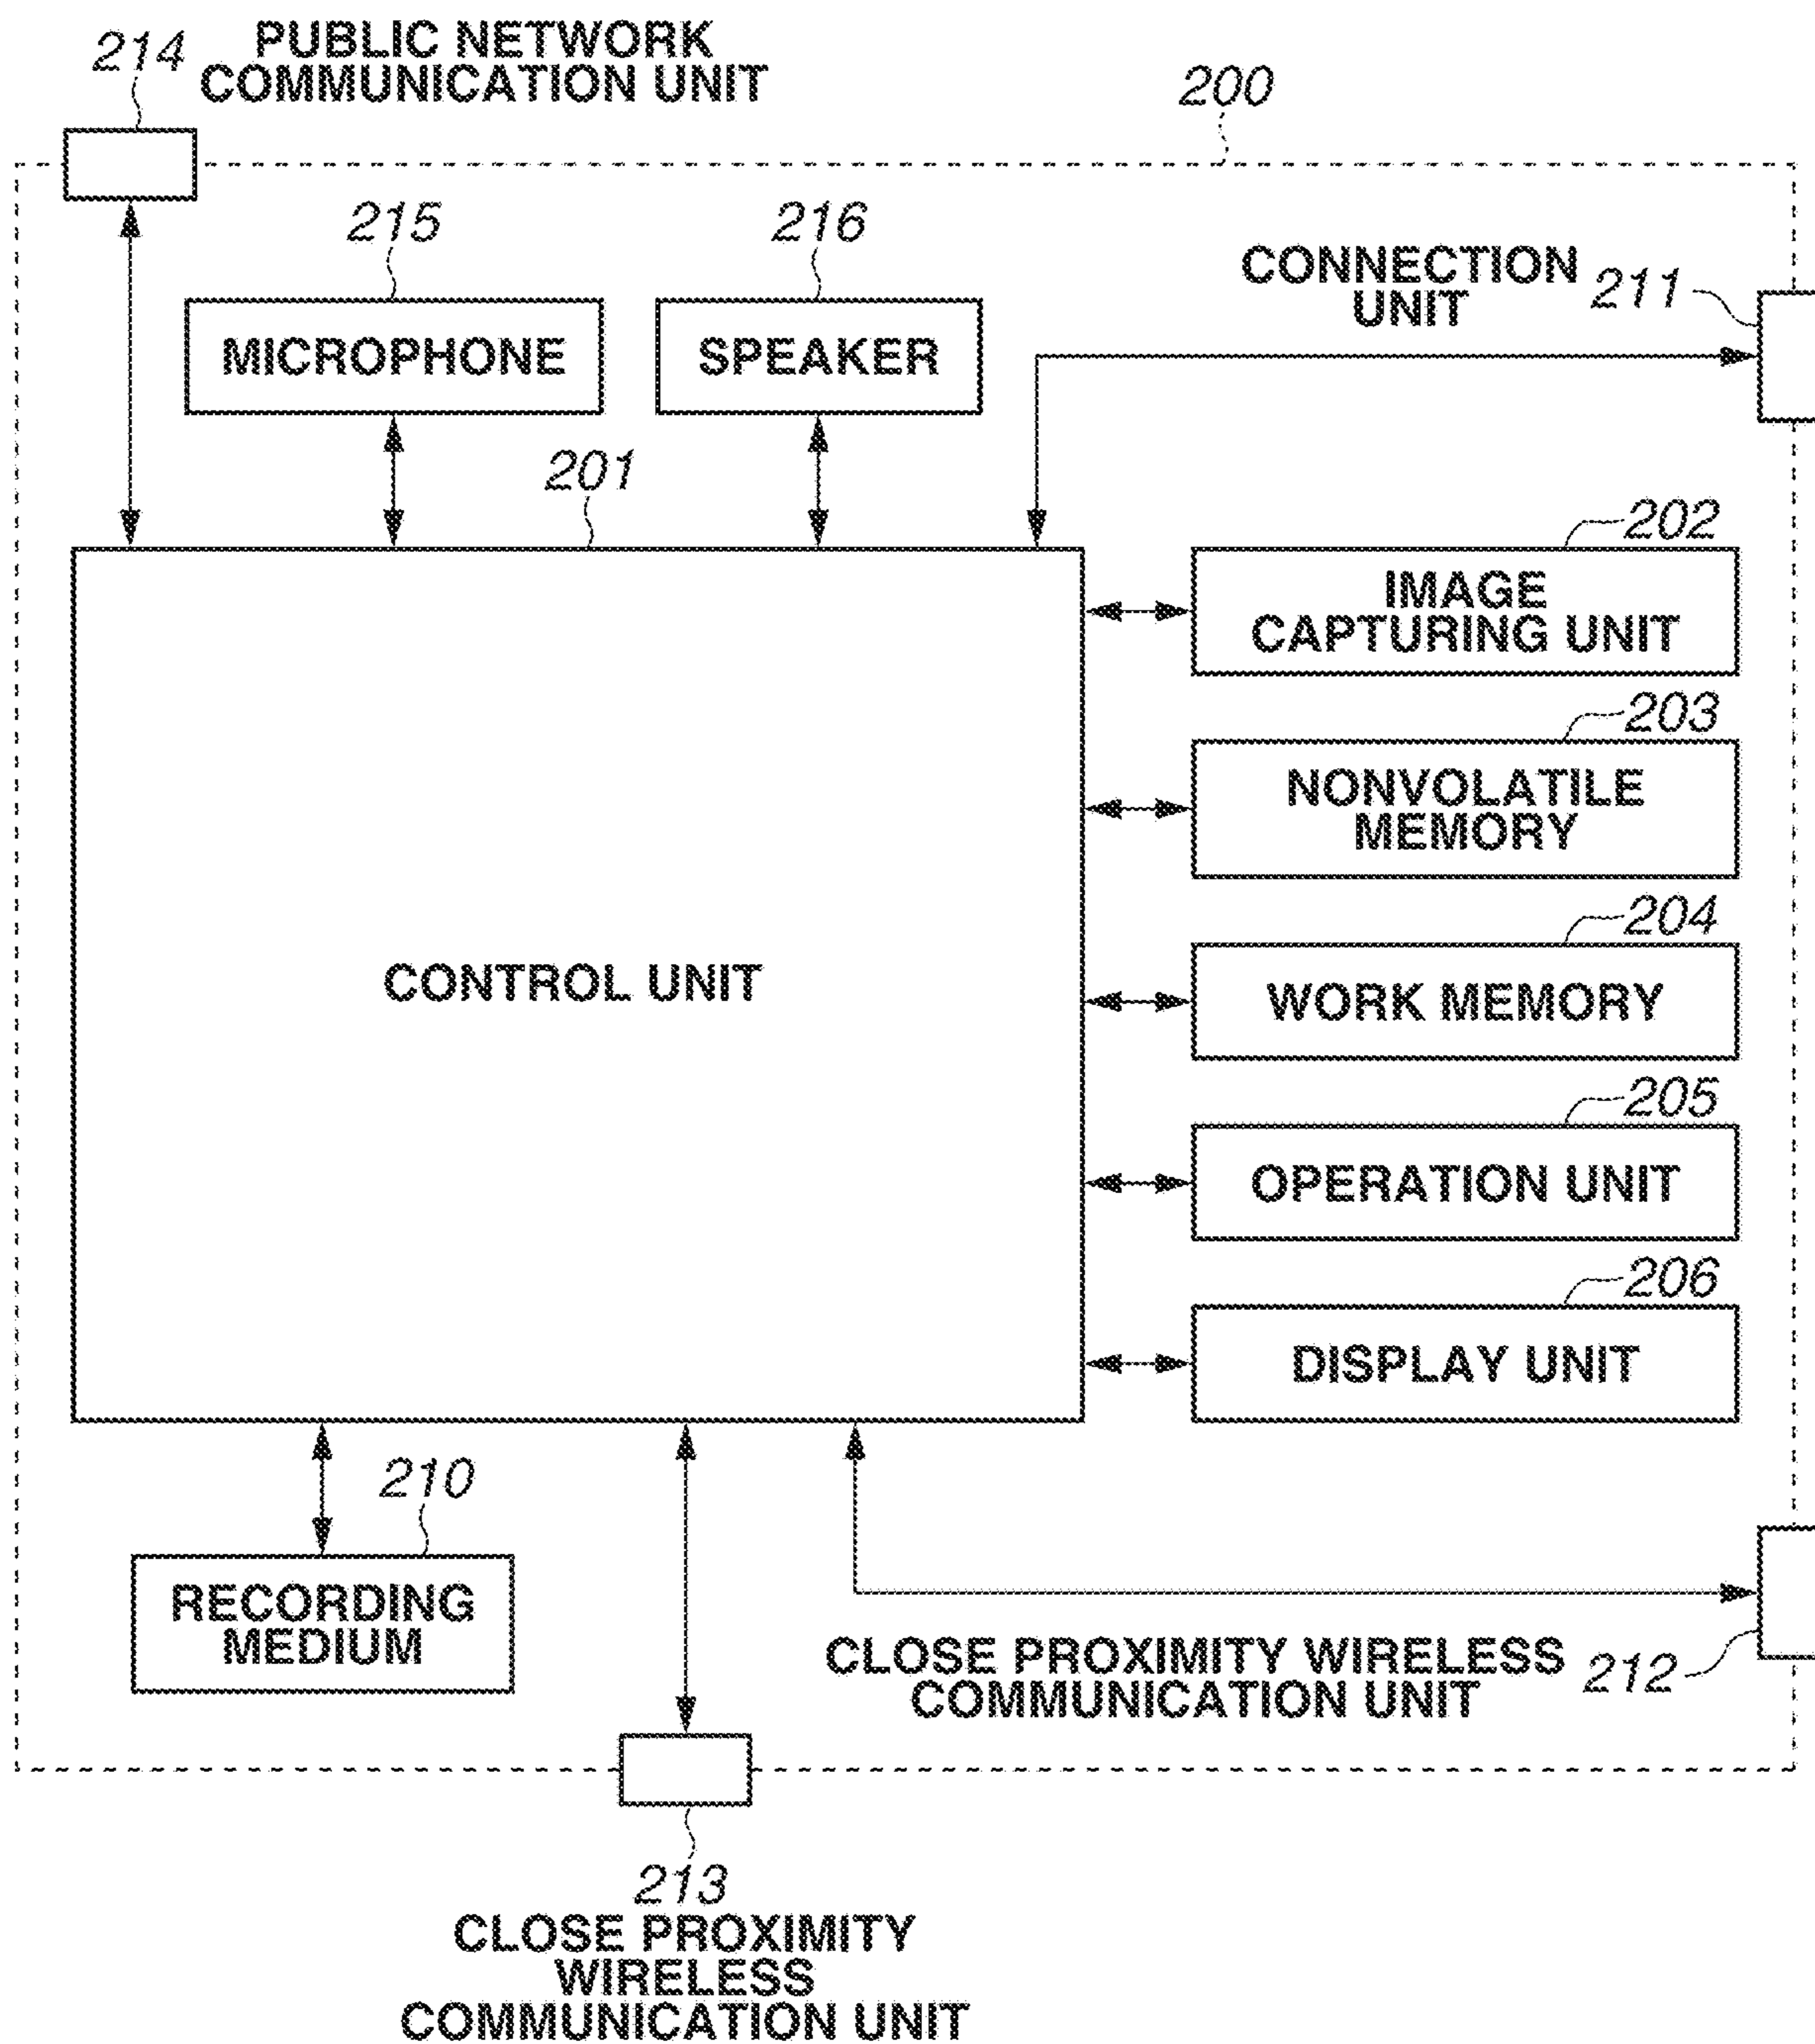 214
PUBLIC NETWORK
COMMUNICATION UNIT
200
215
216
CONNECTION
UNIT
211
MICROPHONE
SPEAKER
201
202
IMAGE
CAPTURING UNIT
203
NONVOLATILE
MEMORY
204
CONTROL UNIT
WORK MEMORY
205
OPERATION UNIT
206
DISPLAY UNIT
210
RECORDING
MEDIUM
CLOSE PROXIMITY WIRELESS
COMMUNICATION UNIT
212
213
CLOSE PROXIMITY
WIRELESS
COMMUNICATION UNIT